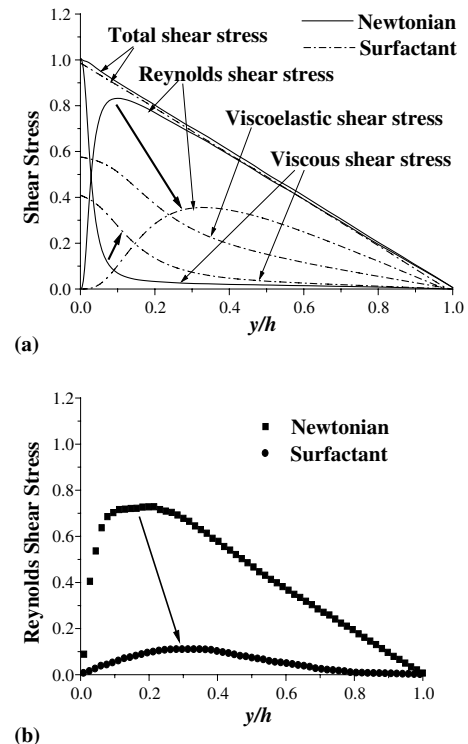 Newtonian
Surfactant
Total shear stress
Reynolds shear stress
Viscoelastic shear stress
Viscous shear stress
Shear Stress
1.2
1.0
0.8
0.6
0.4
0.2
0.0
0.0 0.2 0.4 0.6 0.8 1.0
y/h
(a)
Newtonian
Surfactant
Reynolds Shear Stress
1.2
1.0
0.8
0.6
0.4
0.2
0.0
0.0 0.2 0.4 0.6 0.8 1.0
y/h
(b)